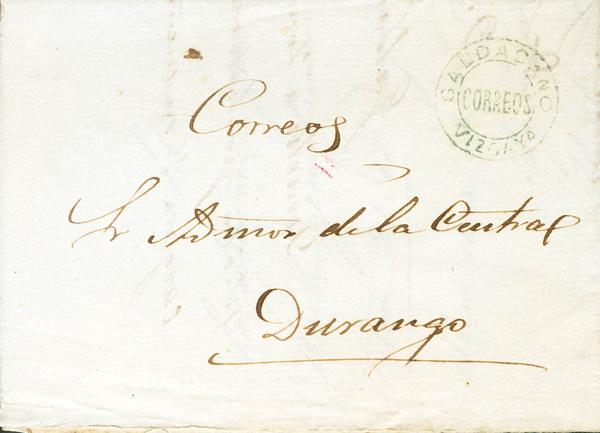 GALDACANO
CORREOS.
VIZCAYA
Correos
Sr Admor de la Central
Durango